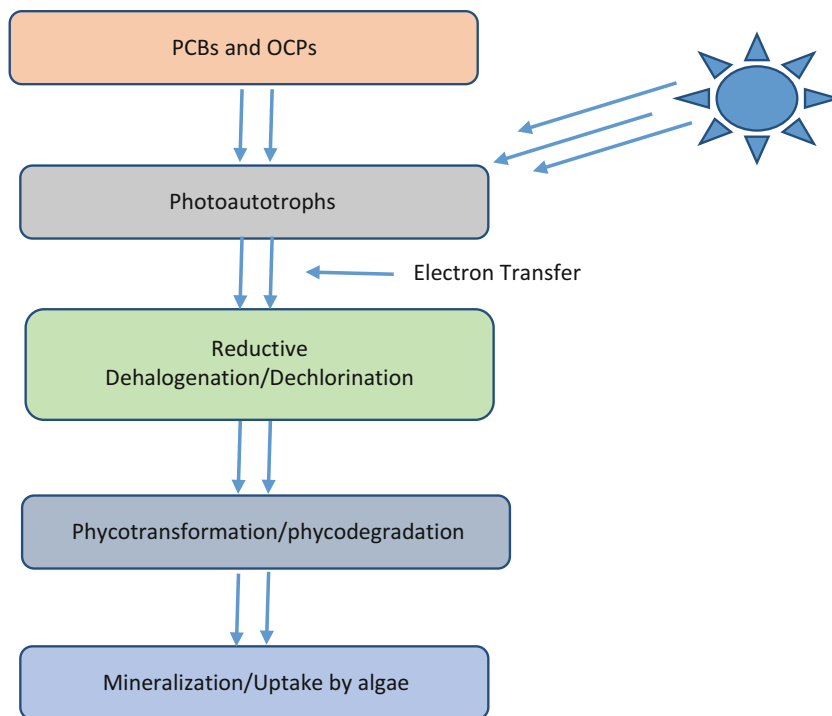 PCBs and OCPs
Photoautotrophs
Electron Transfer
Reductive
Dehalogenation/Dechlorination
Phycotransformation/phycodegradation
Mineralization/Uptake by algae